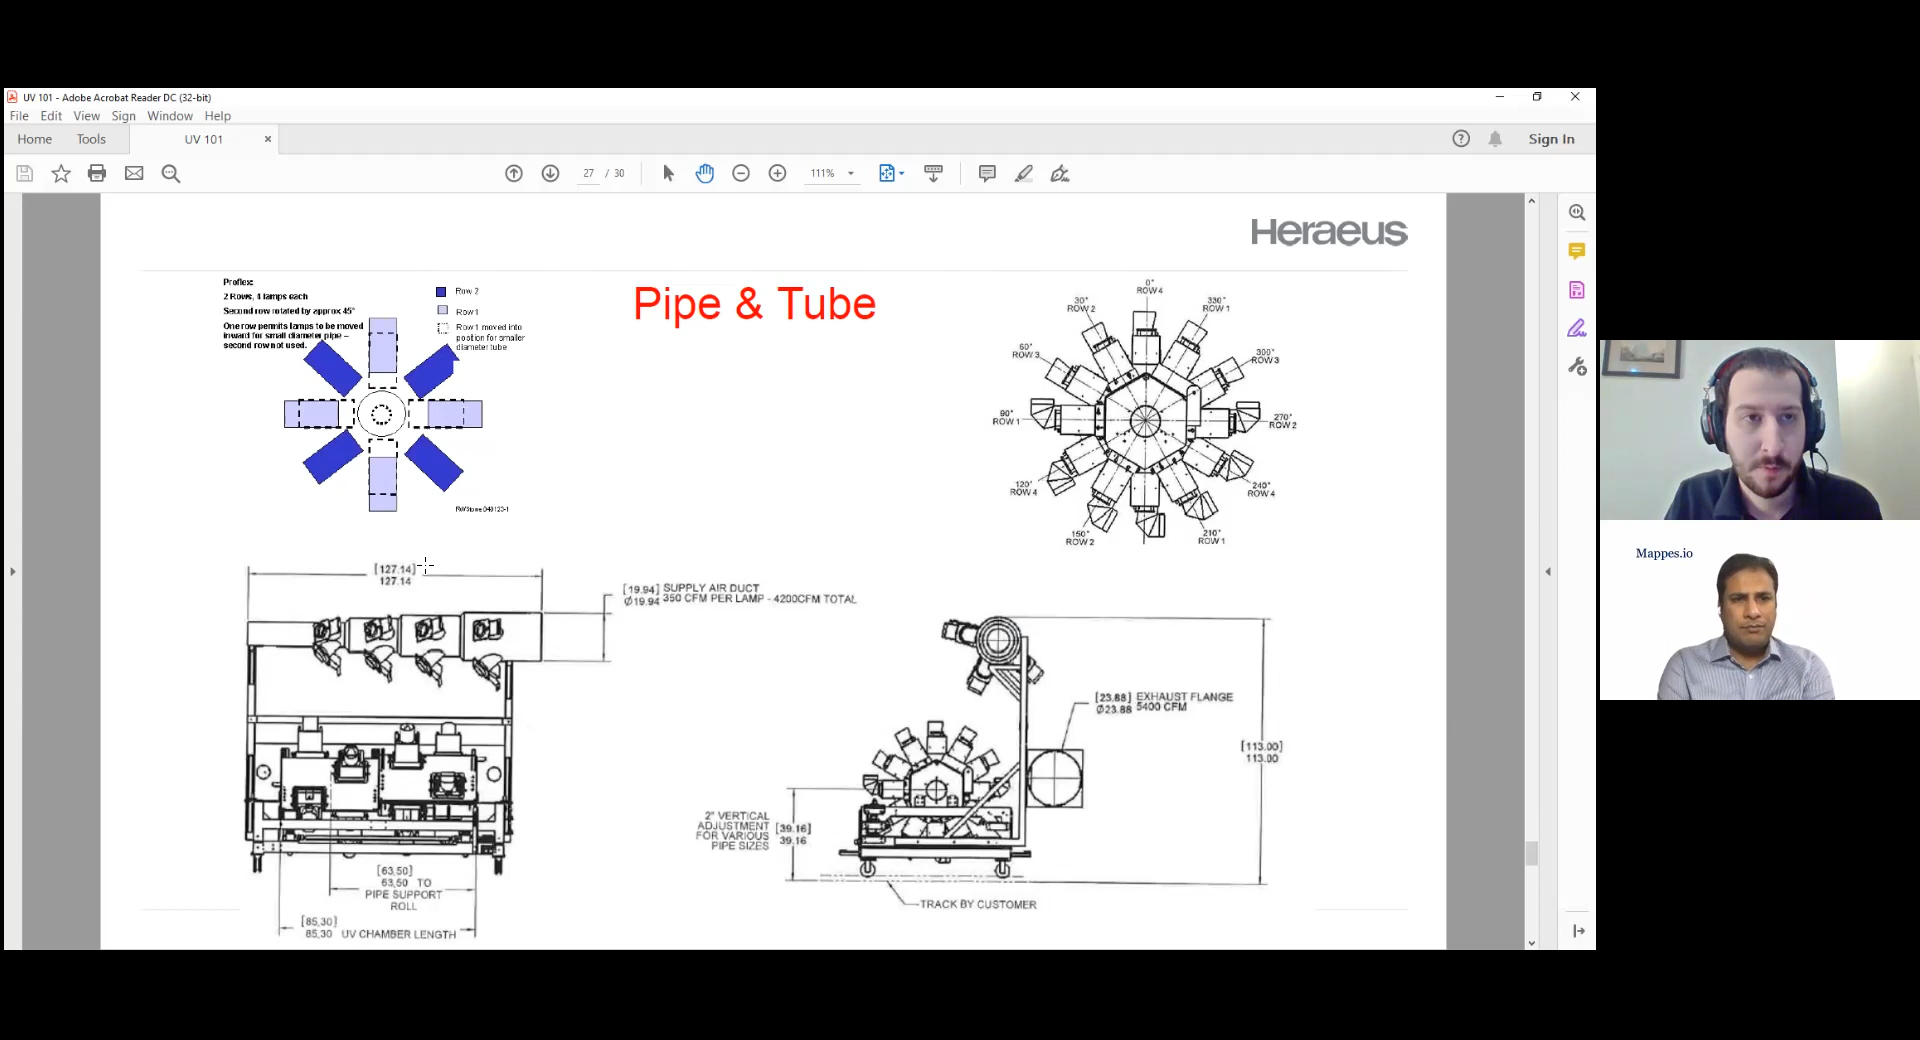 UV 101 - Adobe Acrobat Reader DC (32-bit)
File Edit View Sign Window Help
Home Tools UV 101 Sign In
27 / 30 111%
Heraeus
Pipe & Tube
Proflex:
2 Rows, 4 lamps each
Second row rotated by approx 45°
One row permits lamps to be moved
inward for small diameter pipe –
second row not used.
Row 2
Row 1
Row 1 moved into
position for smaller
diameter tube
0°
ROW 4
30°
ROW 2
330°
ROW 1
60°
ROW 3
300°
ROW 3
90°
ROW 1
270°
ROW 2
120°
ROW 4
240°
ROW 4
150°
ROW 2
210°
ROW 1
[127.14]
127.14
[19.94] SUPPLY AIR DUCT
Ø19.94 350 CFM PER LAMP - 4200CFM TOTAL
[23.88] EXHAUST FLANGE
Ø23.88 5400 CFM
[113.00]
113.00
2" VERTICAL
ADJUSTMENT
FOR VARIOUS
PIPE SIZES
[39.16]
39.16
[63,50]
63,50 TO
PIPE SUPPORT
ROLL
TRACK BY CUSTOMER
[85,30]
85,30 UV CHAMBER LENGTH
Mappes.io